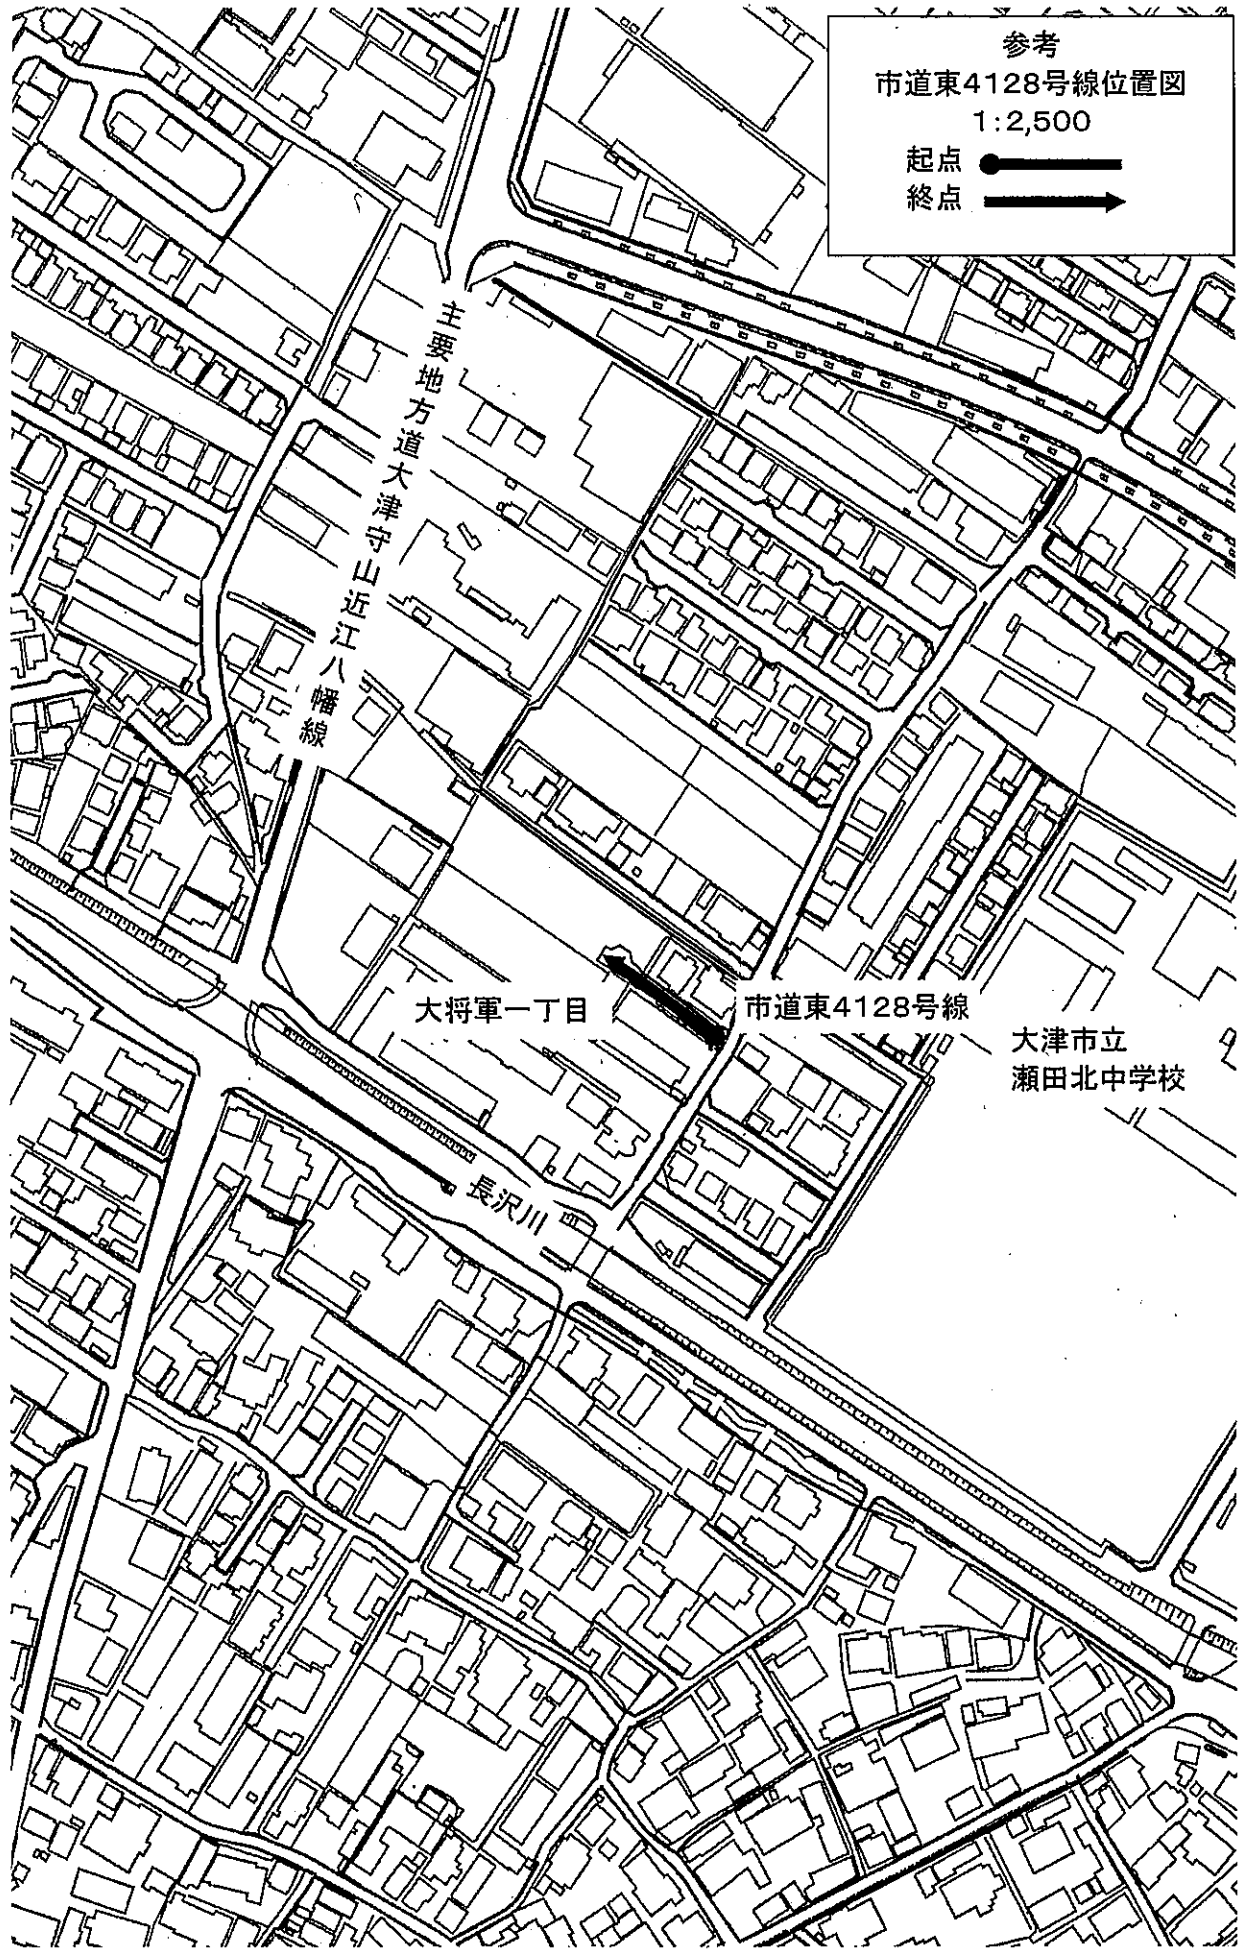 参考
市道東4128号線位置図
1:2,500
起点
終点
主要地方道大津守山近江八幡線
大将軍一丁目
市道東4128号線
大津市立
瀬田北中学校
長沢川